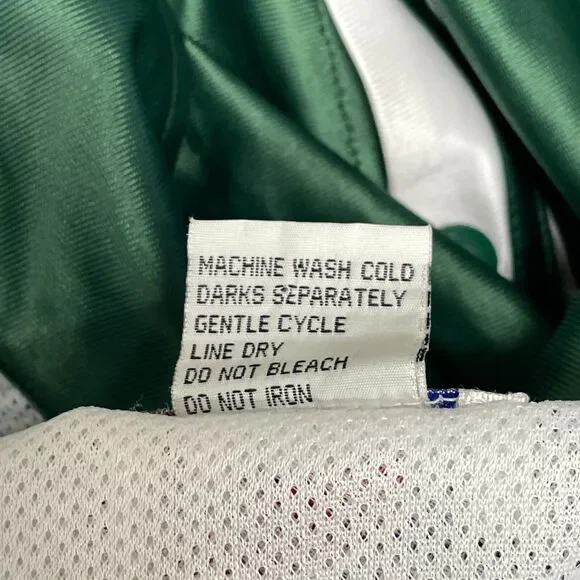 MACHINE WASH COLD
DARKS SEPARATELY
GENTLE CYCLE
LINE DRY
DO NOT BLEACH
DO NOT IRON